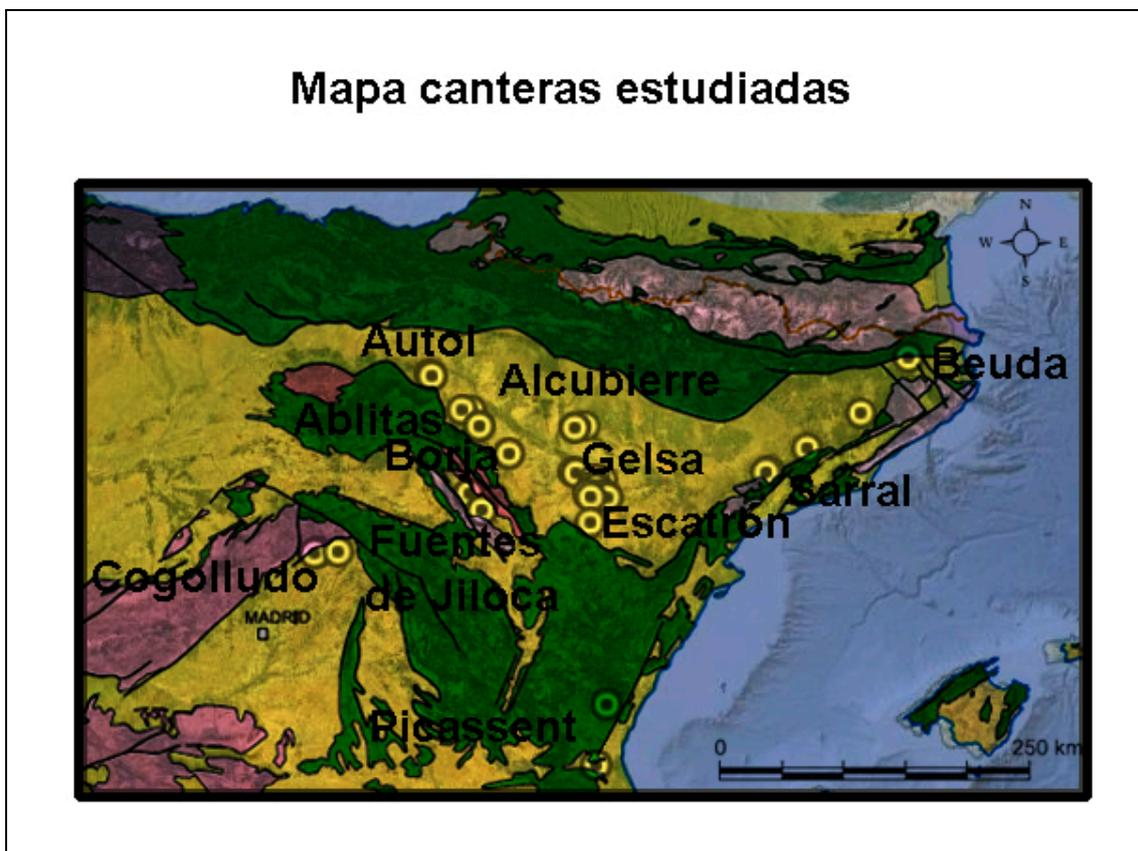 Mapa canteras estudiadas
N
W E
S
Autol
Beuda
Alcubierre
Ablitas
Borja
Gelsa
Sarral
Escatrón
Fuentes
de Jiloca
Cogolludo
MADRID
Picassent
0 250 km